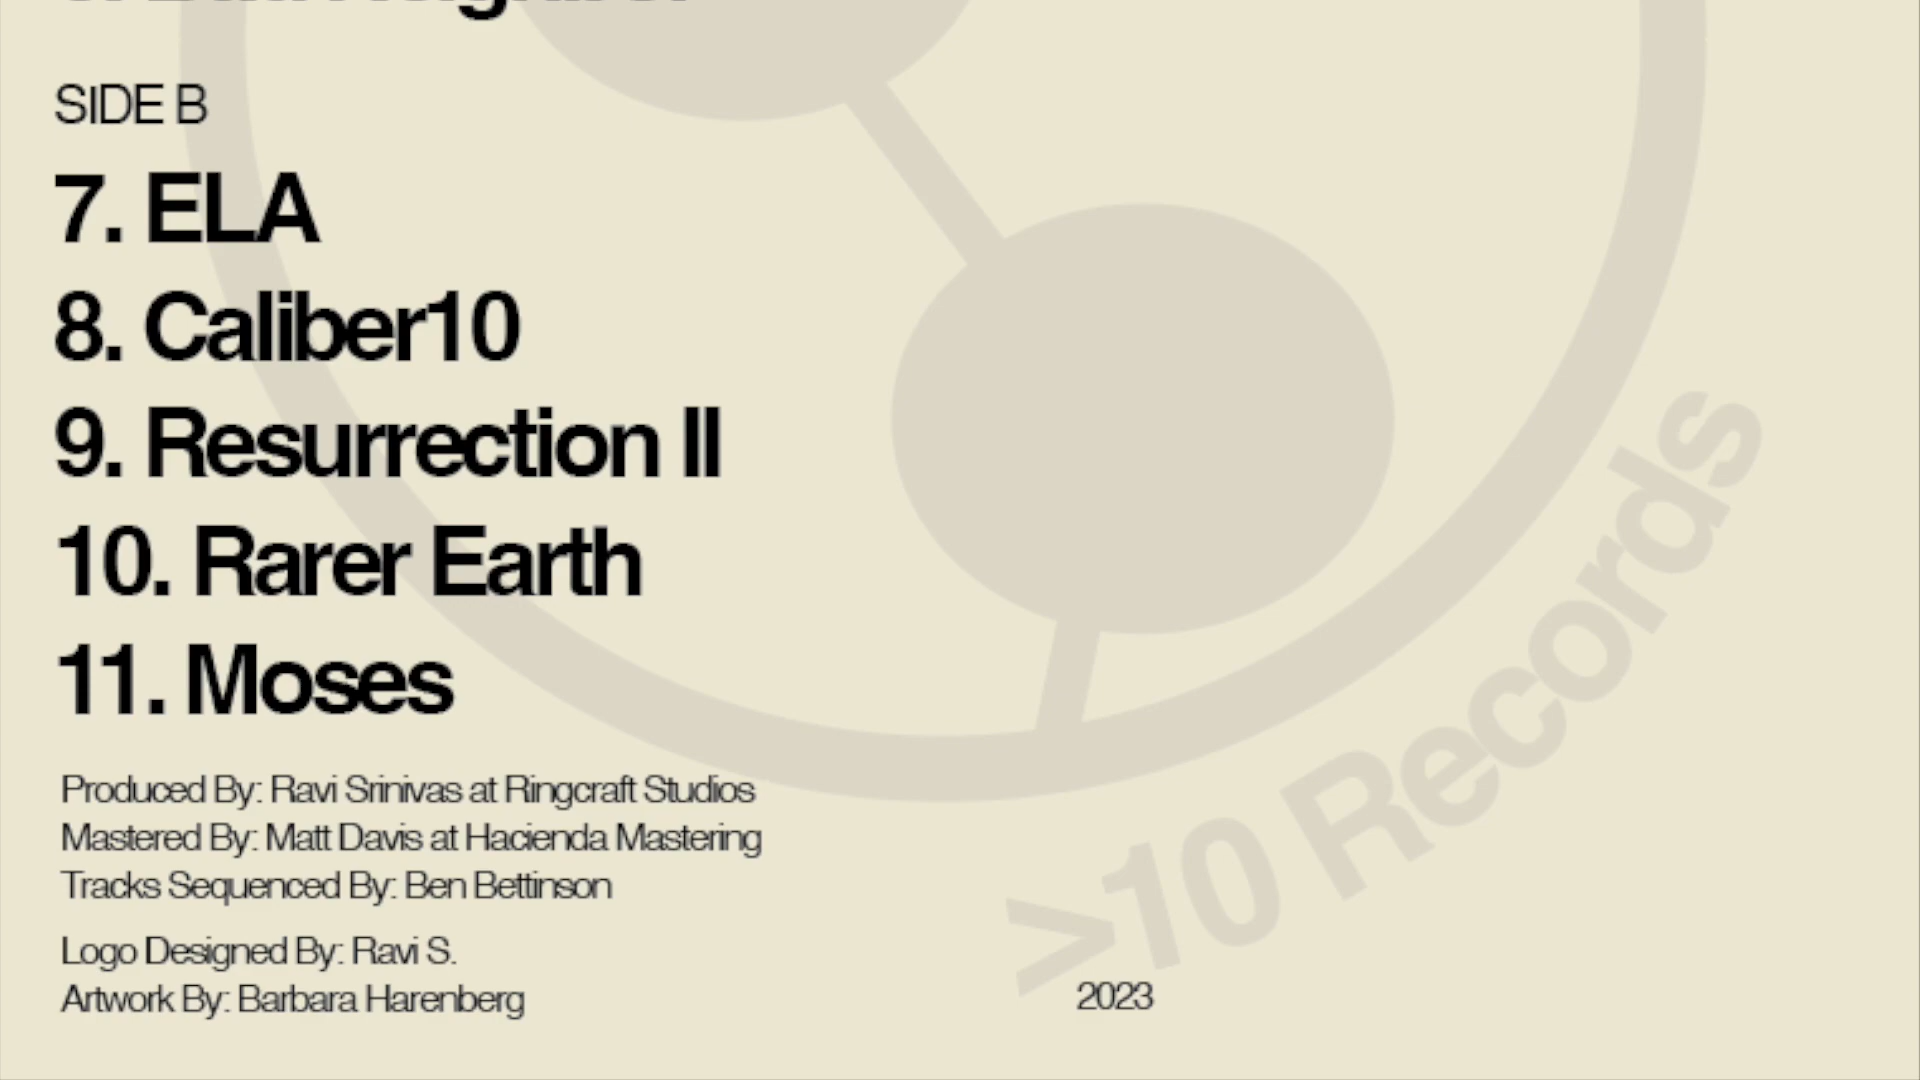 SIDE B
7. ELA
8. Caliber10
9. Resurrection II
10. Rarer Earth
11. Moses
Produced By: Ravi Srinivas at Ringcraft Studios
Mastered By: Matt Davis at Hacienda Mastering
Tracks Sequenced By: Ben Bettinson
Logo Designed By: Ravi S.
Artwork By: Barbara Harenberg
2023
>10 Records